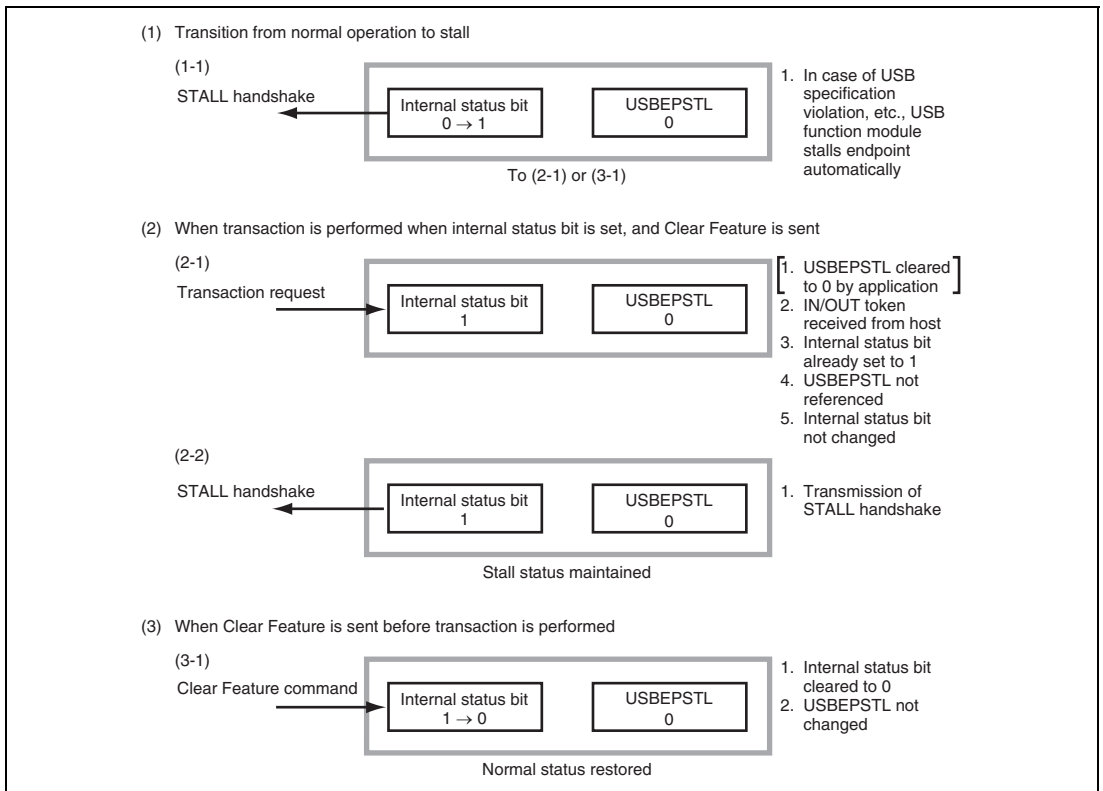 (1) Transition from normal operation to stall
(1-1)
STALL handshake
Internal status bit
0 → 1
USBEPSTL
0
To (2-1) or (3-1)
1. In case of USB
specification
violation, etc., USB
function module
stalls endpoint
automatically
(2) When transaction is performed when internal status bit is set, and Clear Feature is sent
(2-1)
Transaction request
Internal status bit
1
USBEPSTL
0
1. USBEPSTL cleared
to 0 by application
2. IN/OUT token
received from host
3. Internal status bit
already set to 1
4. USBEPSTL not
referenced
5. Internal status bit
not changed
(2-2)
STALL handshake
Internal status bit
1
USBEPSTL
0
1. Transmission of
STALL handshake
Stall status maintained
(3) When Clear Feature is sent before transaction is performed
(3-1)
Clear Feature command
Internal status bit
1 → 0
USBEPSTL
0
1. Internal status bit
cleared to 0
2. USBEPSTL not
changed
Normal status restored